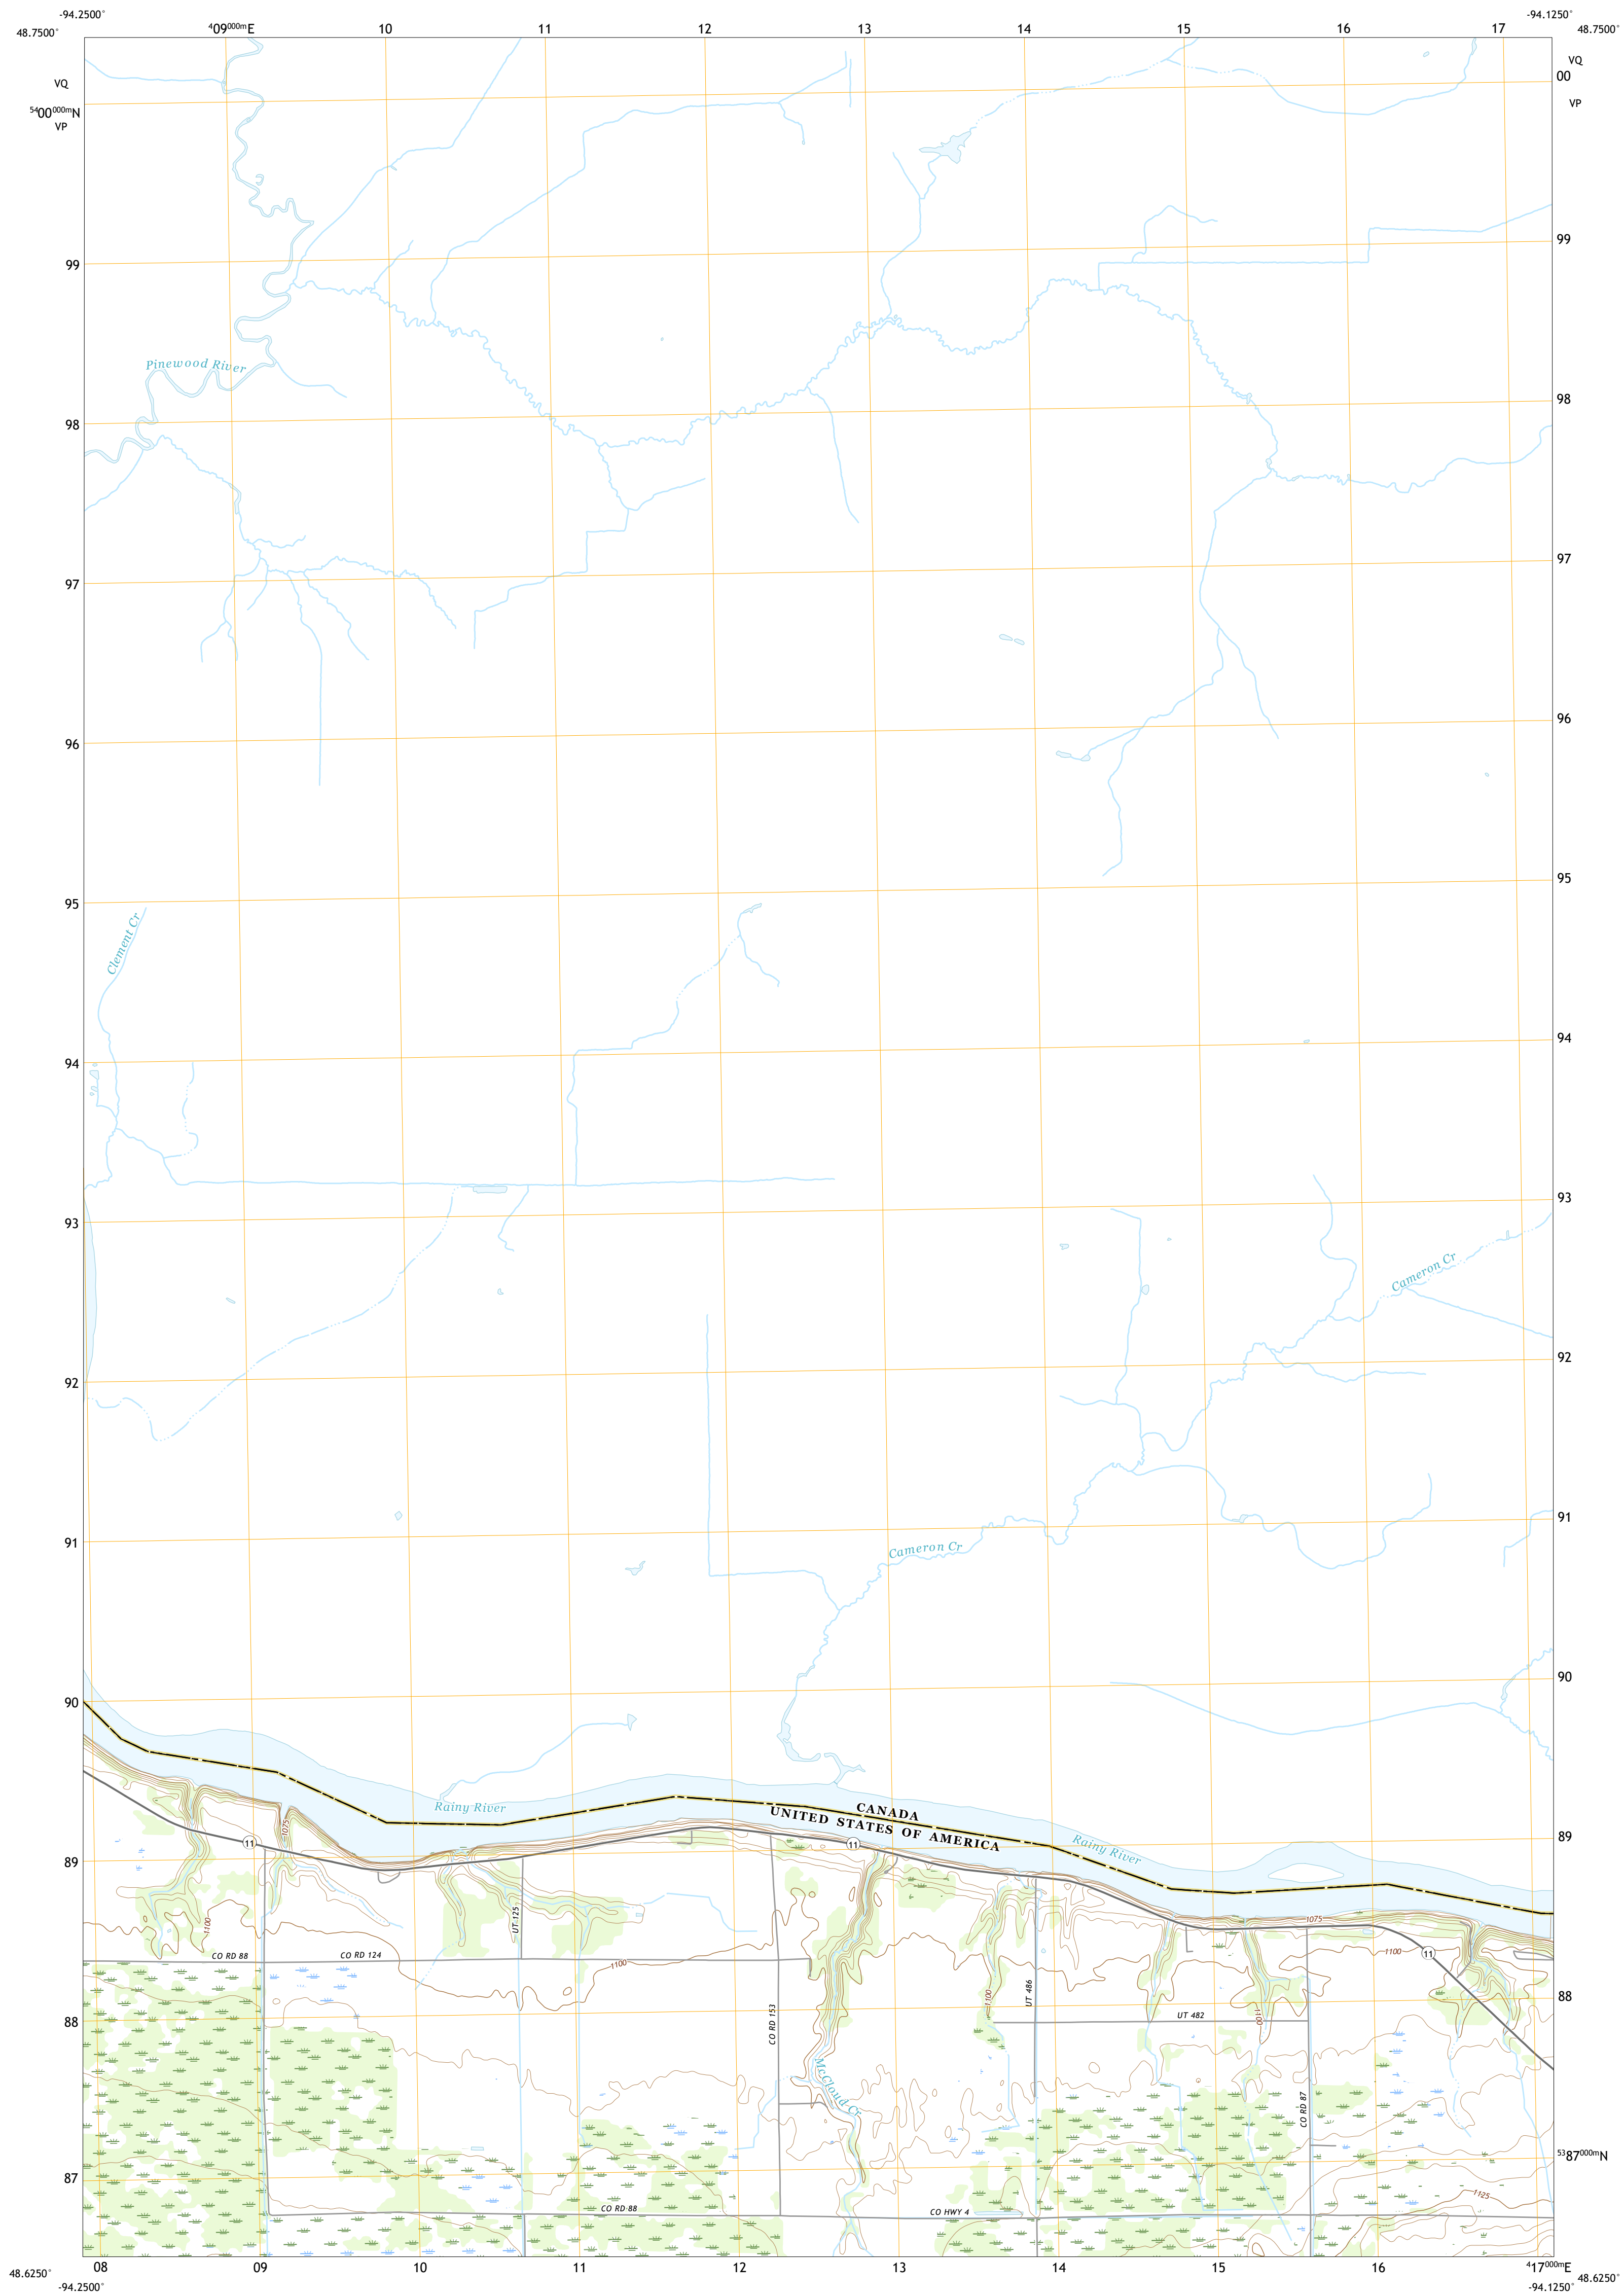 -94.2500°
-94.1250°
48.7500°
⁴09⁰⁰⁰ᵐE
10
11
12
13
14
15
16
17
48.7500°
VQ
⁵⁴00⁰⁰⁰ᵐN
VP
VQ
00
VP
99
99
Pinewood River
98
98
97
97
96
96
95
95
Clement Cr
94
94
93
93
Cameron Cr
92
92
91
91
Cameron Cr
90
90
Rainy River
CANADA
UNITED STATES OF AMERICA
Rainy River
89
89
11
11
11
1075
1075
1100
1100
1100
1100
1100
UT 125
CO RD 88
CO RD 124
CO RD 153
UT 486
UT 482
88
88
McCloud Cr
CO RD 87
87
⁵³87⁰⁰⁰ᵐN
1125
CO RD 88
CO HWY 4
48.6250°
-94.2500°
08
09
10
11
12
13
14
15
16
⁴17⁰⁰⁰ᵐE
48.6250°
-94.1250°